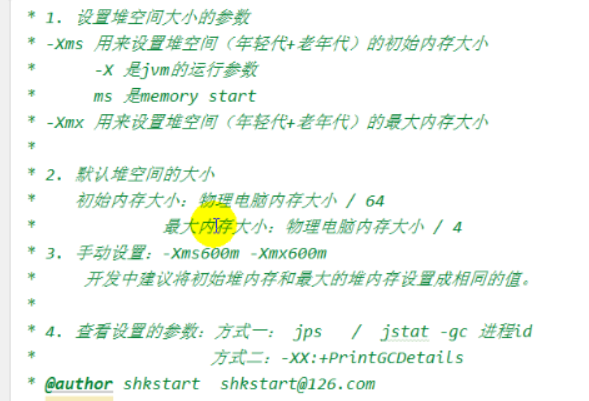 * 1. 设置堆空间大小的参数
* -Xms 用来设置堆空间（年轻代+老年代）的初始内存大小
* -X 是jvm的运行参数
* ms 是memory start
* -Xmx 用来设置堆空间（年轻代+老年代）的最大内存大小
*
* 2. 默认堆空间的大小
* 初始内存大小：物理电脑内存大小 / 64
* 最大内存大小：物理电脑内存大小 / 4
* 3. 手动设置：-Xms600m -Xmx600m
* 开发中建议将初始堆内存和最大的堆内存设置成相同的值。
*
* 4. 查看设置的参数：方式一： jps / jstat -gc 进程id
* 方式二：-XX:+PrintGCDetails
* @author shkstart shkstart@126.com